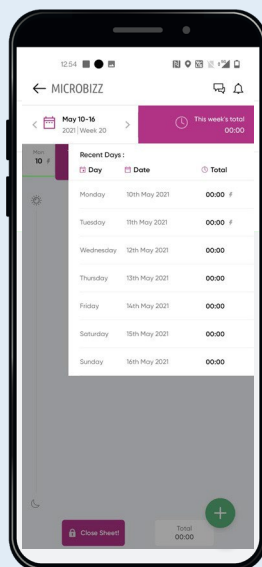 12:54
MICROBIZZ
May 10-16
2021 | Week 20
This week's total
00:00
Mon
10
Recent Days :
Day Date Total
Monday 10th May 2021 00:00
Tuesday 11th May 2021 00:00
Wednesday 12th May 2021 00:00
Thursday 13th May 2021 00:00
Friday 14th May 2021 00:00
Saturday 15th May 2021 00:00
Sunday 16th May 2021 00:00
Close Sheet!
Total
00:00